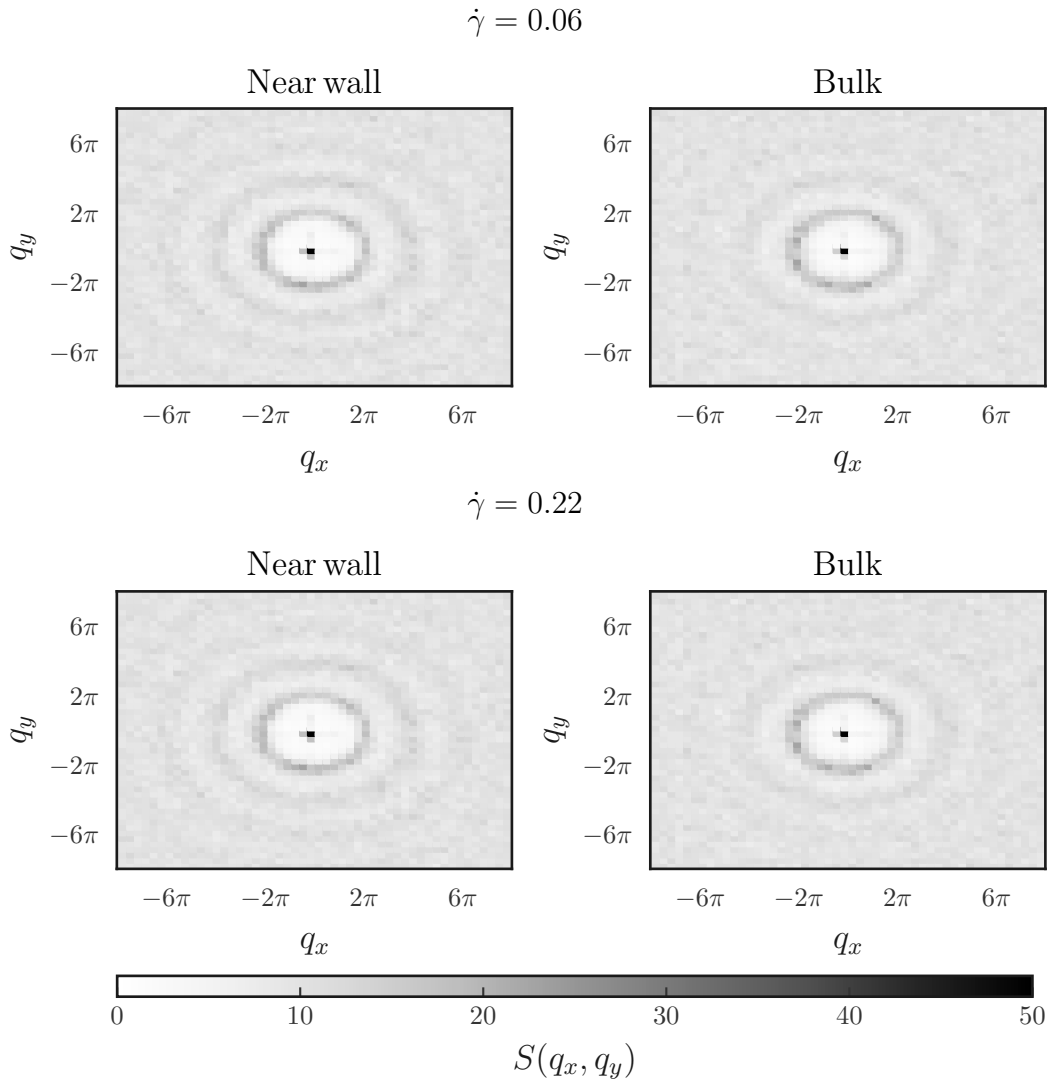 γ̇ = 0.06
Near wall Bulk
6π 6π
2π 2π
q_y q_y
−2π −2π
−6π −6π
−6π −2π 2π 6π −6π −2π 2π 6π
q_x q_x
γ̇ = 0.22
Near wall Bulk
6π 6π
2π 2π
q_y q_y
−2π −2π
−6π −6π
−6π −2π 2π 6π −6π −2π 2π 6π
q_x q_x
0 10 20 30 40 50
S(q_x, q_y)